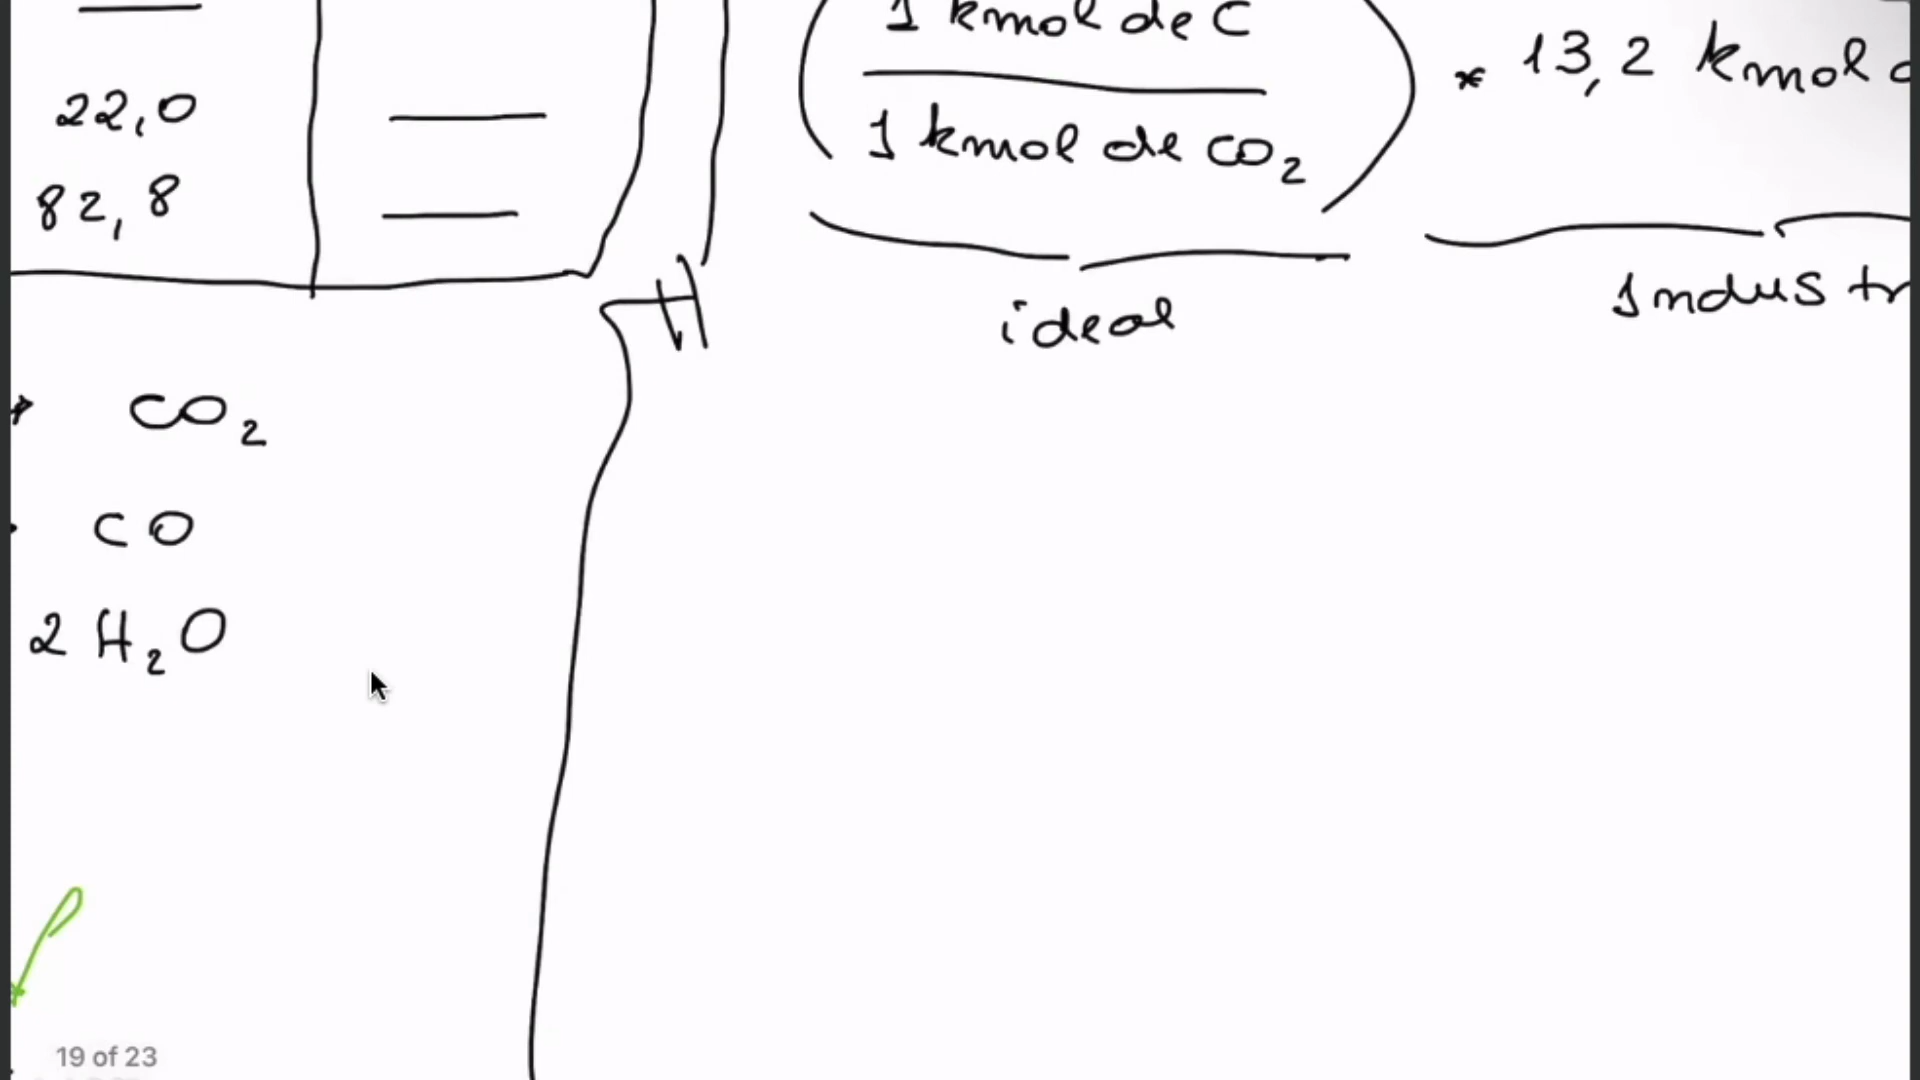 22,0
82,8
CO2
CO
2 H2O
1 kmol de C
1 kmol de CO2
* 13,2 kmol
ideal
Industr
19 of 23